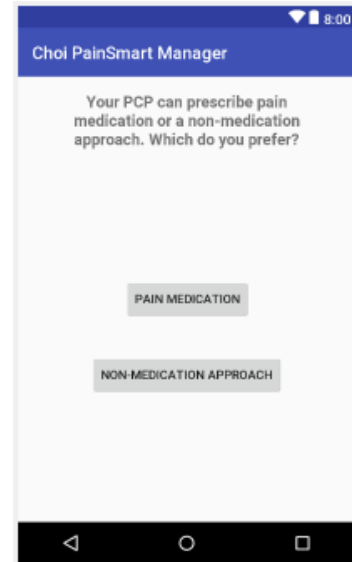 8:00
Choi PainSmart Manager
Your PCP can prescribe pain
medication or a non-medication
approach. Which do you prefer?
PAIN MEDICATION
NON-MEDICATION APPROACH